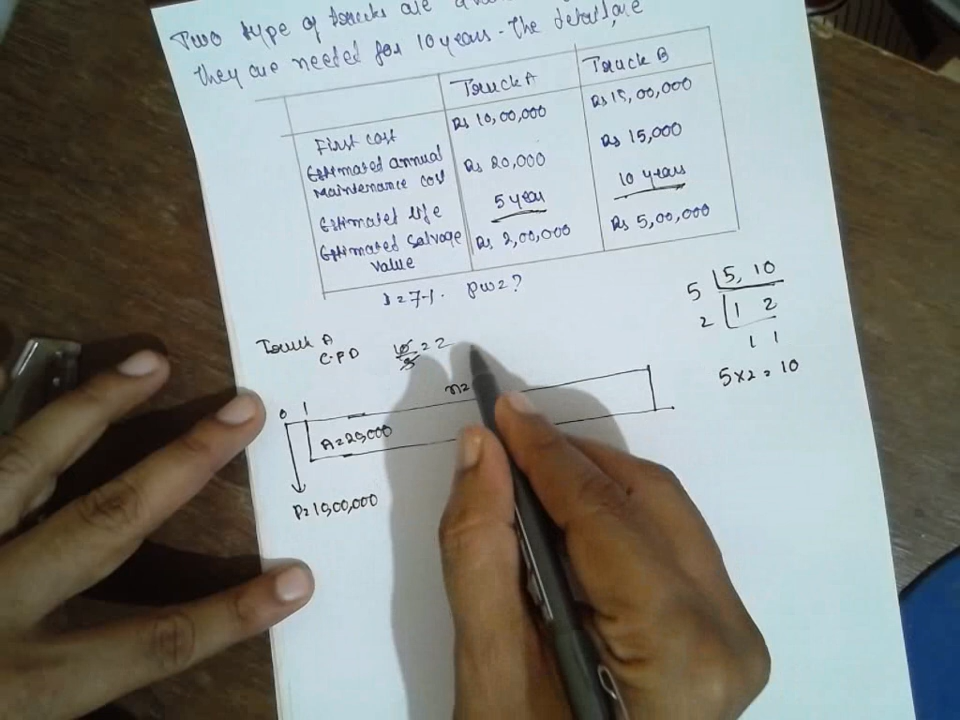 Two type of trucks are
they are needed for 10 years - The details are
Truck A Truck B
First cost Rs 10,00,000 Rs 15,00,000
Estimated annual
maintenance cost Rs 20,000 Rs 15,000
Estimated life 5 year 10 years
Estimated Salvage
value Rs 2,00,000 Rs 5,00,000
i=7%. PW=?
5 5, 10
2 1 2
1 1
5x2=10
Truck A
C.F.D 10/5=2
n=
0 1
A=20,000
P=10,00,000